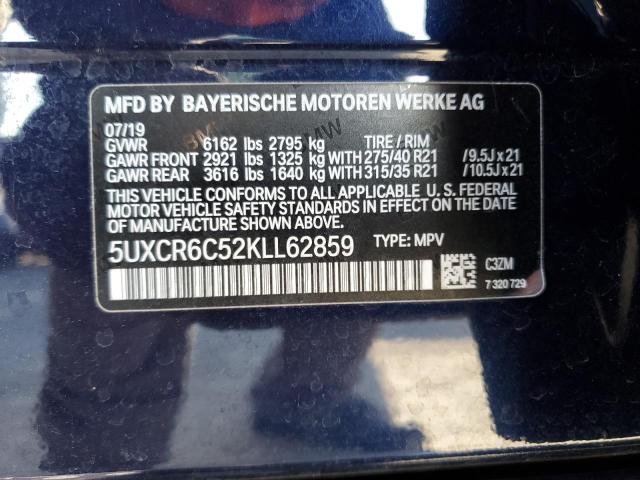 MFD BY BAYERISCHE MOTOREN WERKE AG
07/19
GVWR 6162 lbs 2795 kg TIRE / RIM
GAWR FRONT 2921 lbs 1325 kg WITH 275/40 R21 /9.5J x 21
GAWR REAR 3616 lbs 1640 kg WITH 315/35 R21 /10.5J x 21
THIS VEHICLE CONFORMS TO ALL APPLICABLE U. S. FEDERAL
MOTOR VEHICLE SAFETY STANDARDS IN EFFECT ON THE DATE
OF MANUFACTURE SHOWN ABOVE.
5UXCR6C52KLL62859 TYPE: MPV
C3ZM
7 320 729